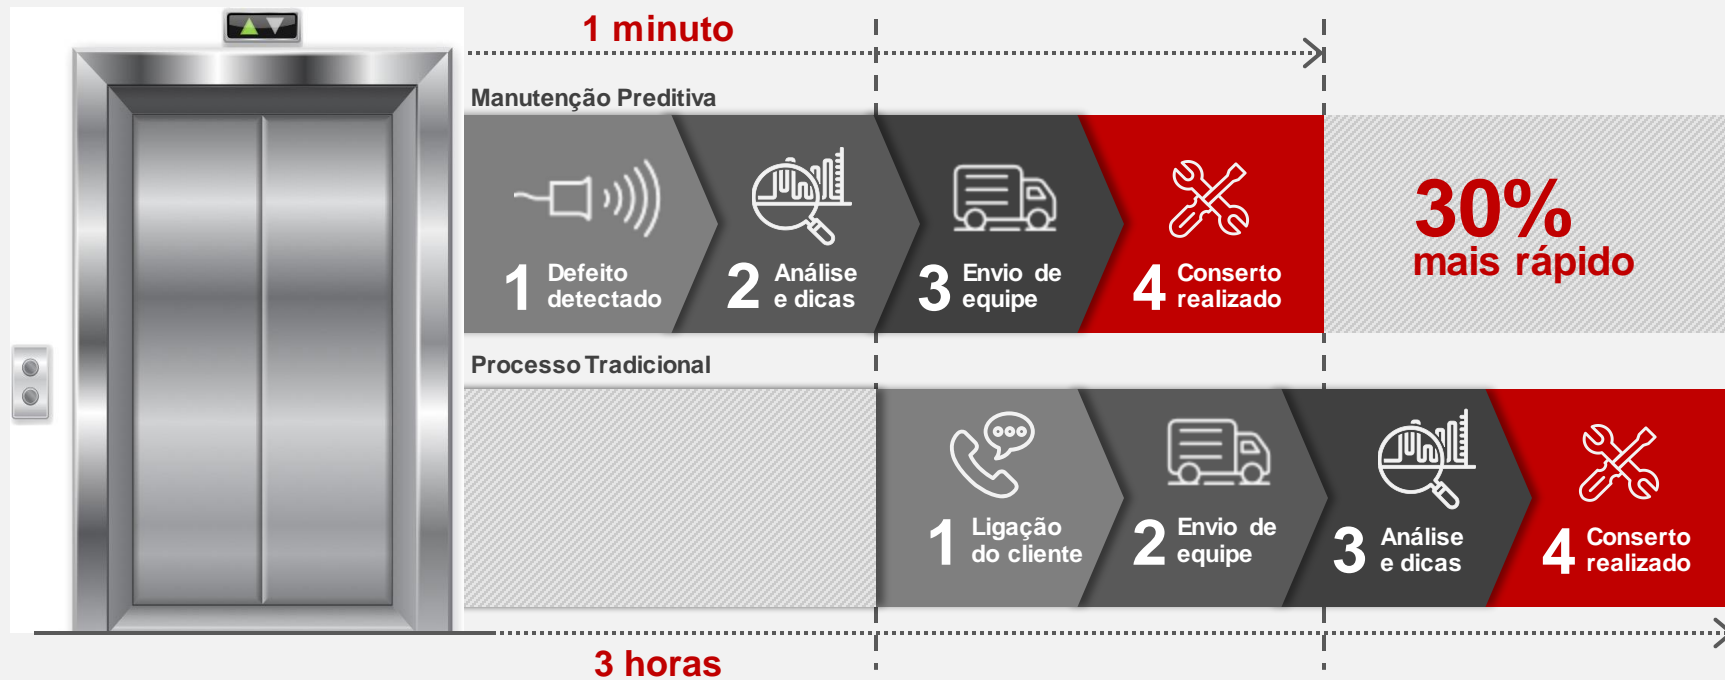 1 minuto
Manutenção Preditiva
1 Defeito
detectado
2 Análise
e dicas
3 Envio de
equipe
4 Conserto
realizado
30%
mais rápido
Processo Tradicional
1 Ligação
do cliente
2 Envio de
equipe
3 Análise
e dicas
4 Conserto
realizado
3 horas